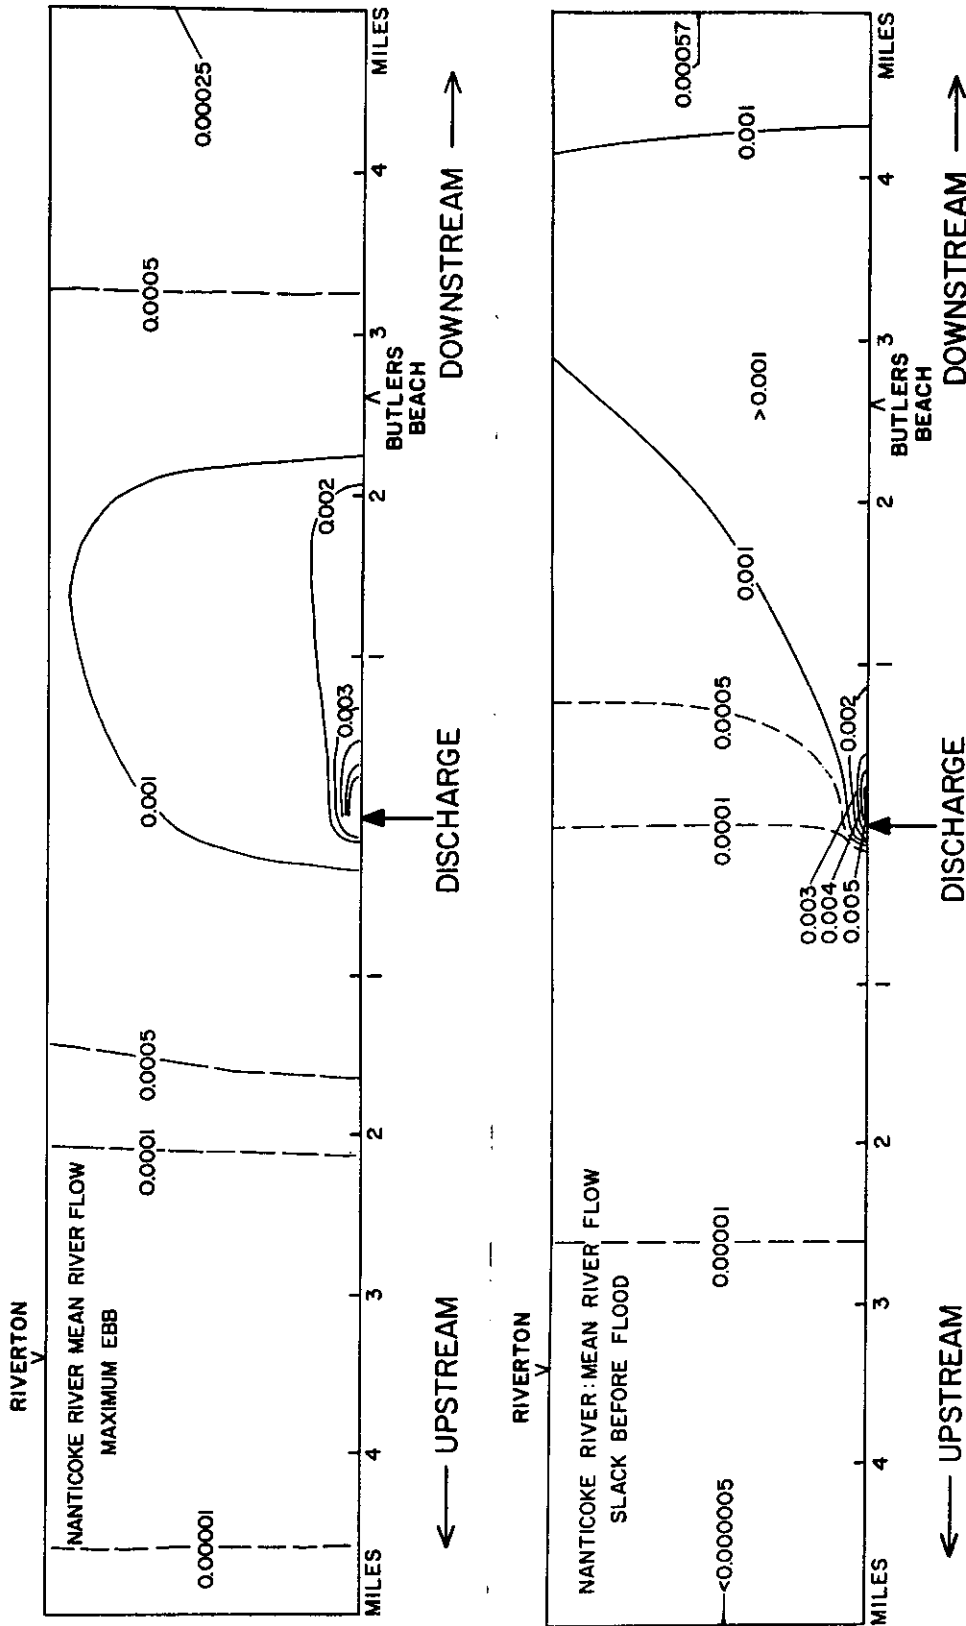 RIVERTON
NANTICOKE RIVER MEAN RIVER FLOW
MAXIMUM EBB
0.00001
0.0001
0.0005
0.001
0.003
0.002
0.0005
0.00025
MILES
4
3
2
1
1
2
3
4
MILES
BUTLERS
BEACH
UPSTREAM
DISCHARGE
DOWNSTREAM
RIVERTON
NANTICOKE RIVER: MEAN RIVER FLOW
SLACK BEFORE FLOOD
<0.000005
0.00001
0.0001
0.0005
0.003
0.004
0.005
0.002
0.001
>0.001
0.001
0.00057
MILES
4
3
2
1
1
2
3
4
MILES
BUTLERS
BEACH
UPSTREAM
DISCHARGE
DOWNSTREAM